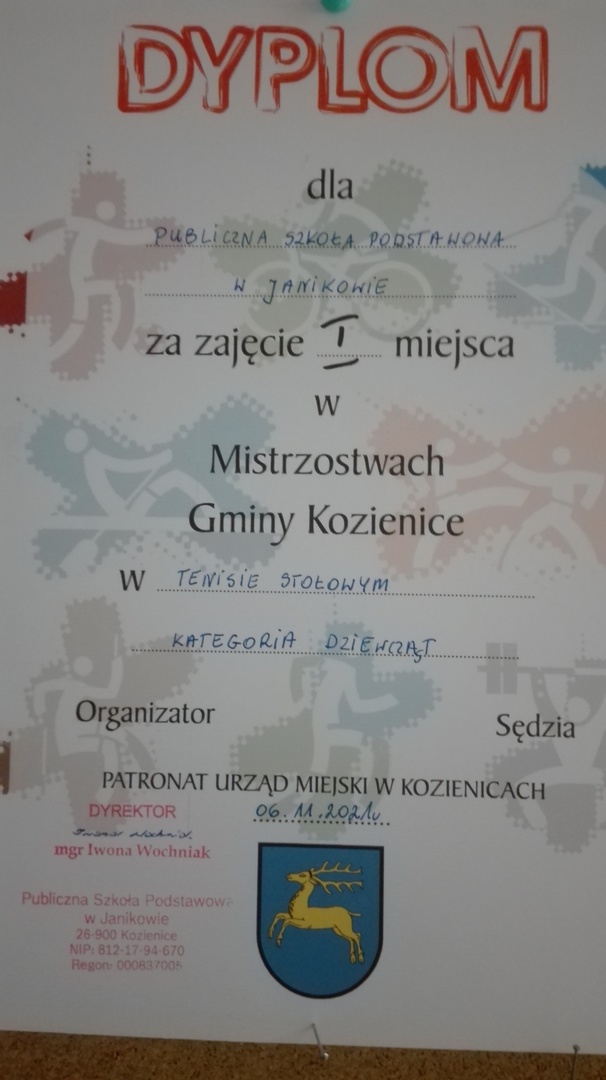 DYPLOM
dla
PUBLICZNA SZKOŁA PODSTAWOWA
W JANIKOWIE
za zajęcie I miejsca
w
Mistrzostwach
Gminy Kozienice
W TENISIE STOŁOWYM
KATEGORIA DZIEWCZĄT
Organizator
Sędzia
PATRONAT URZĄD MIEJSKI W KOZIENICACH
06.11.2021r.
DYREKTOR
mgr Iwona Wochniak
Publiczna Szkoła Podstawowa
w Janikowie
26-900 Kozienice
NIP: 812-17-94-670
Regon: 000837005